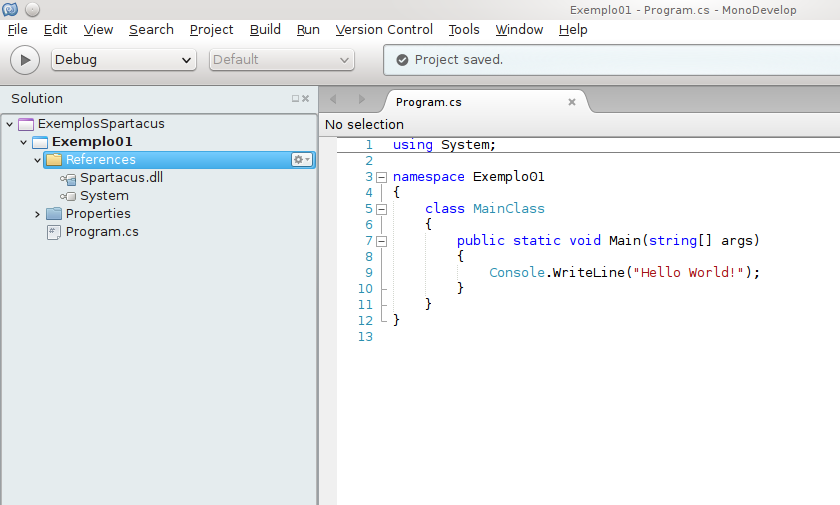 Exemplo01 - Program.cs - MonoDevelop
File Edit View Search Project Build Run Version Control Tools Window Help
Debug Default Project saved.
Solution
ExemplosSpartacus
Exemplo01
References
Spartacus.dll
System
Properties
Program.cs
Program.cs
No selection
1 using System;
2
3 namespace Exemplo01
4 {
5 class MainClass
6 {
7 public static void Main(string[] args)
8 {
9 Console.WriteLine("Hello World!");
10 }
11 }
12 }
13